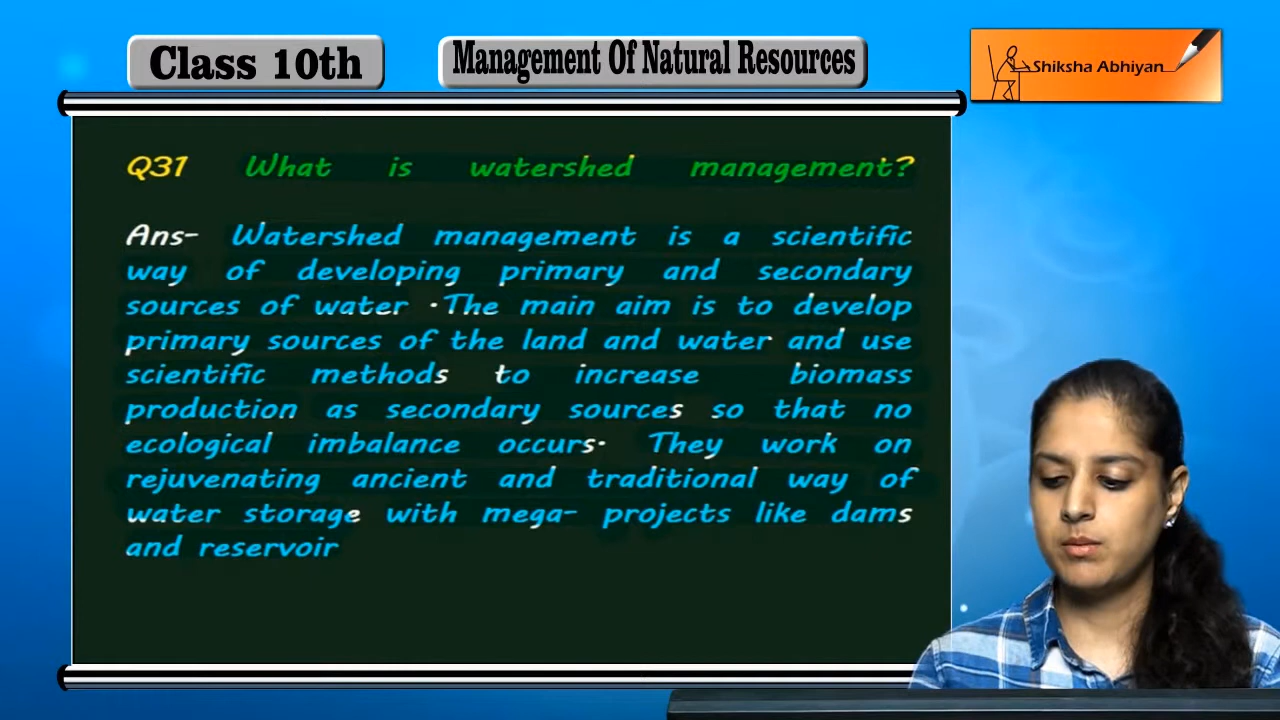 Class 10th
Management Of Natural Resources
Shiksha Abhiyan
Q31 What is watershed management?
Ans- Watershed management is a scientific
way of developing primary and secondary
sources of water .The main aim is to develop
primary sources of the land and water and use
scientific methods to increase biomass
production as secondary sources so that no
ecological imbalance occurs. They work on
rejuvenating ancient and traditional way of
water storage with mega- projects like dams
and reservoir